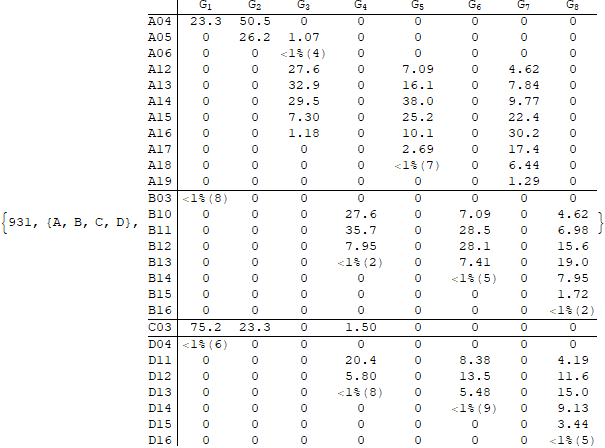 G1 G2 G3 G4 G5 G6 G7 G8
A04 23.3 50.5 0 0 0 0 0 0
A05 0 26.2 1.07 0 0 0 0 0
A06 0 0 <1%(4) 0 0 0 0 0
A12 0 0 27.6 0 7.09 0 4.62 0
A13 0 0 32.9 0 16.1 0 7.84 0
A14 0 0 29.5 0 38.0 0 9.77 0
A15 0 0 7.30 0 25.2 0 22.4 0
A16 0 0 1.18 0 10.1 0 30.2 0
A17 0 0 0 0 2.69 0 17.4 0
A18 0 0 0 0 <1%(7) 0 6.44 0
A19 0 0 0 0 0 0 1.29 0
B03 <1%(8) 0 0 0 0 0 0 0
B10 0 0 0 27.6 0 7.09 0 4.62
{931, {A, B, C, D}, B11 0 0 0 35.7 0 28.5 0 6.98 }
B12 0 0 0 7.95 0 28.1 0 15.6
B13 0 0 0 <1%(2) 0 7.41 0 19.0
B14 0 0 0 0 0 <1%(5) 0 7.95
B15 0 0 0 0 0 0 0 1.72
B16 0 0 0 0 0 0 0 <1%(2)
C03 75.2 23.3 0 1.50 0 0 0 0
D04 <1%(6) 0 0 0 0 0 0 0
D11 0 0 0 20.4 0 8.38 0 4.19
D12 0 0 0 5.80 0 13.5 0 11.6
D13 0 0 0 <1%(8) 0 5.48 0 15.0
D14 0 0 0 0 0 <1%(9) 0 9.13
D15 0 0 0 0 0 0 0 3.44
D16 0 0 0 0 0 0 0 <1%(5)